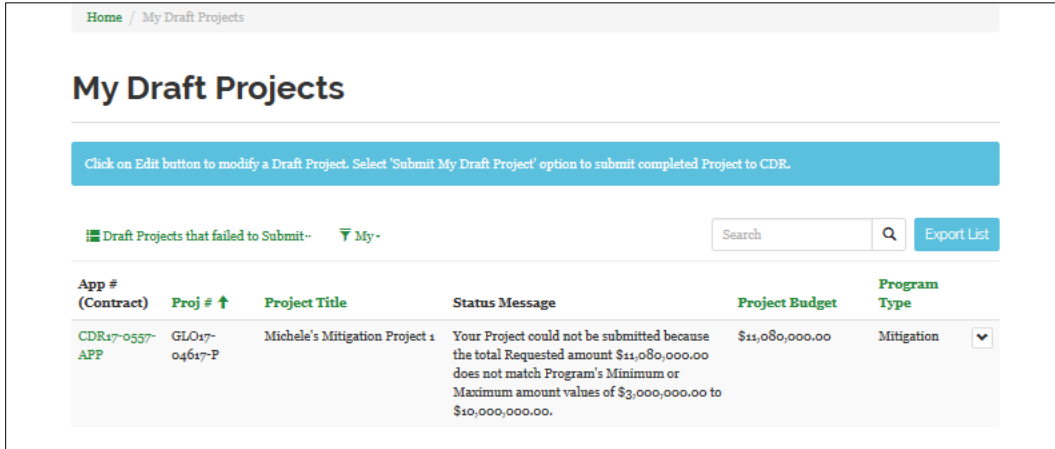 Home / My Draft Projects
My Draft Projects
Click on Edit button to modify a Draft Project. Select 'Submit My Draft Project' option to submit completed Project to CDR.
Draft Projects that failed to Submit
My
Search
Export List
App #
(Contract)
Proj #
Project Title
Status Message
Project Budget
Program
Type
CDR17-0557-
APP
GLO17-
04617-P
Michele's Mitigation Project 1
Your Project could not be submitted because
the total Requested amount $11,080,000.00
does not match Program's Minimum or
Maximum amount values of $3,000,000.00 to
$10,000,000.00.
$11,080,000.00
Mitigation